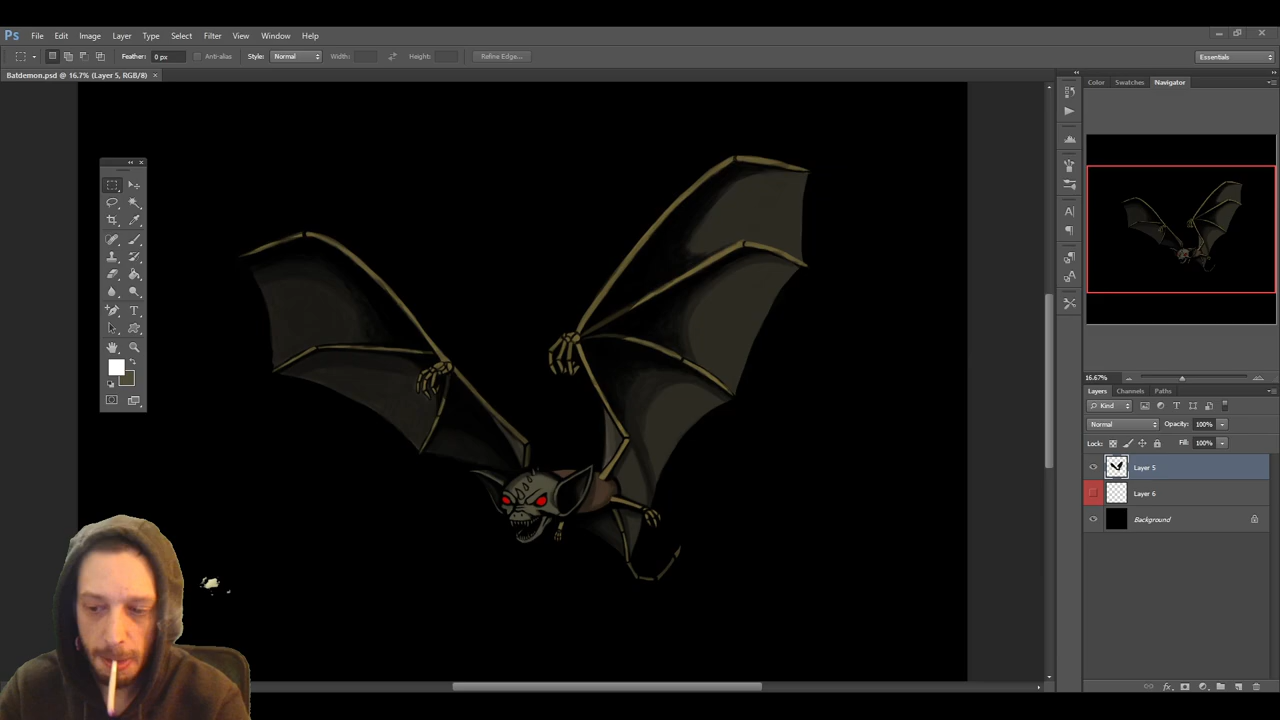 Ps File Edit Image Layer Type Select Filter View Window Help
Feather: 0 px Anti-alias Style: Normal Width: Height: Refine Edge... Essentials
Batdemon.psd @ 16.7% (Layer 5, RGB/8) ×
Color Swatches Navigator
16.67%
Layers Channels Paths
Kind
Normal Opacity: 100%
Lock: Fill: 100%
Layer 5
Layer 6
Background